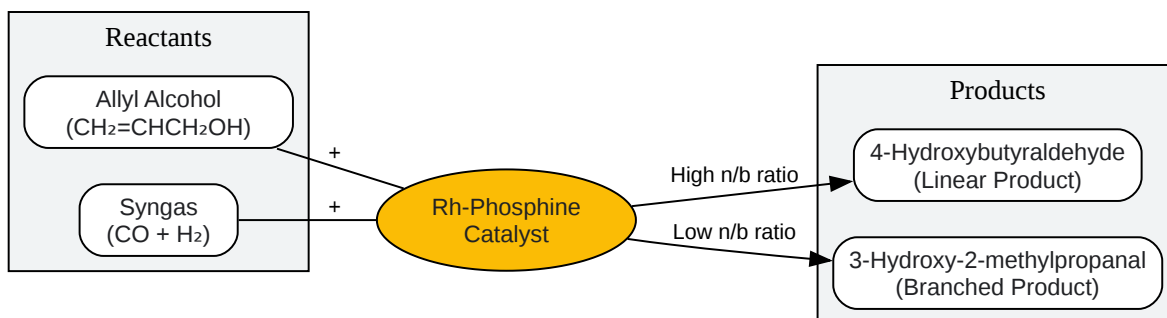 Reactants
Allyl Alcohol
(CH₂=CHCH₂OH)
+
Syngas
(CO + H₂)
+
Rh-Phosphine
Catalyst
High n/b ratio
Low n/b ratio
Products
4-Hydroxybutyraldehyde
(Linear Product)
3-Hydroxy-2-methylpropanal
(Branched Product)